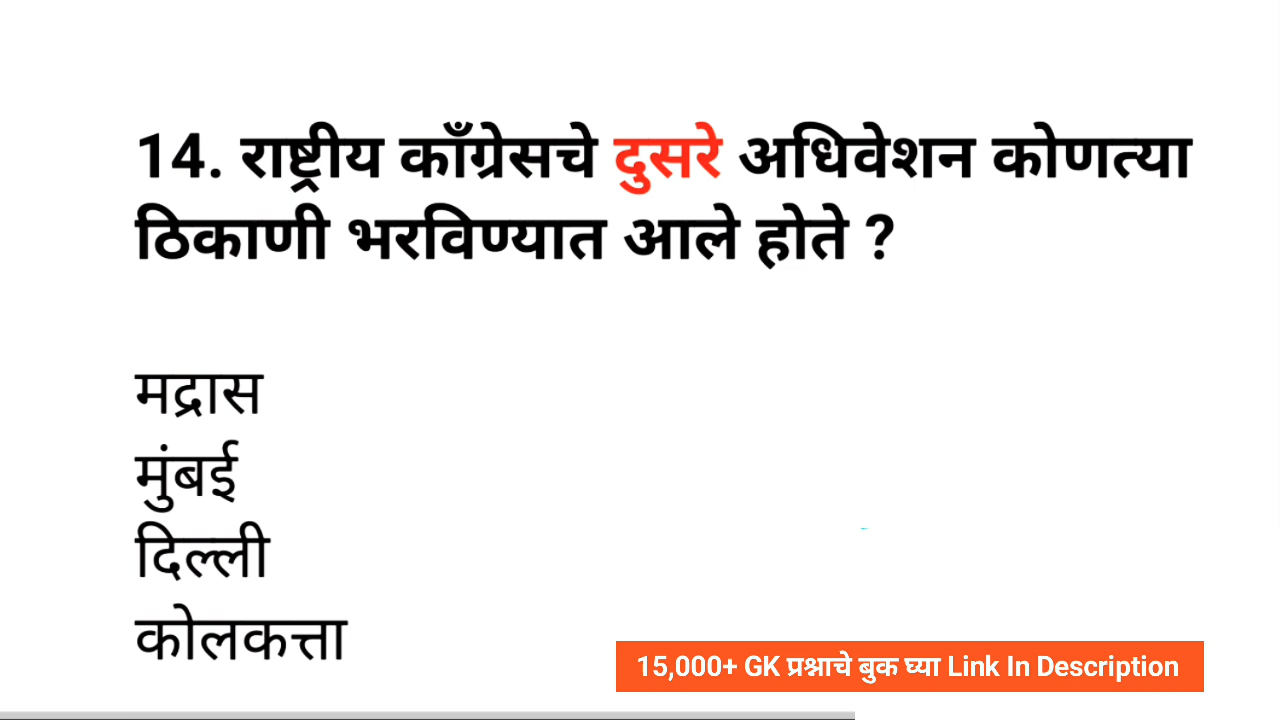 14. राष्ट्रीय काँग्रेसचे दुसरे अधिवेशन कोणत्या
ठिकाणी भरविण्यात आले होते ?
मद्रास
मुंबई
दिल्ली
कोलकत्ता
15,000+ GK प्रश्नाचे बुक घ्या Link In Description